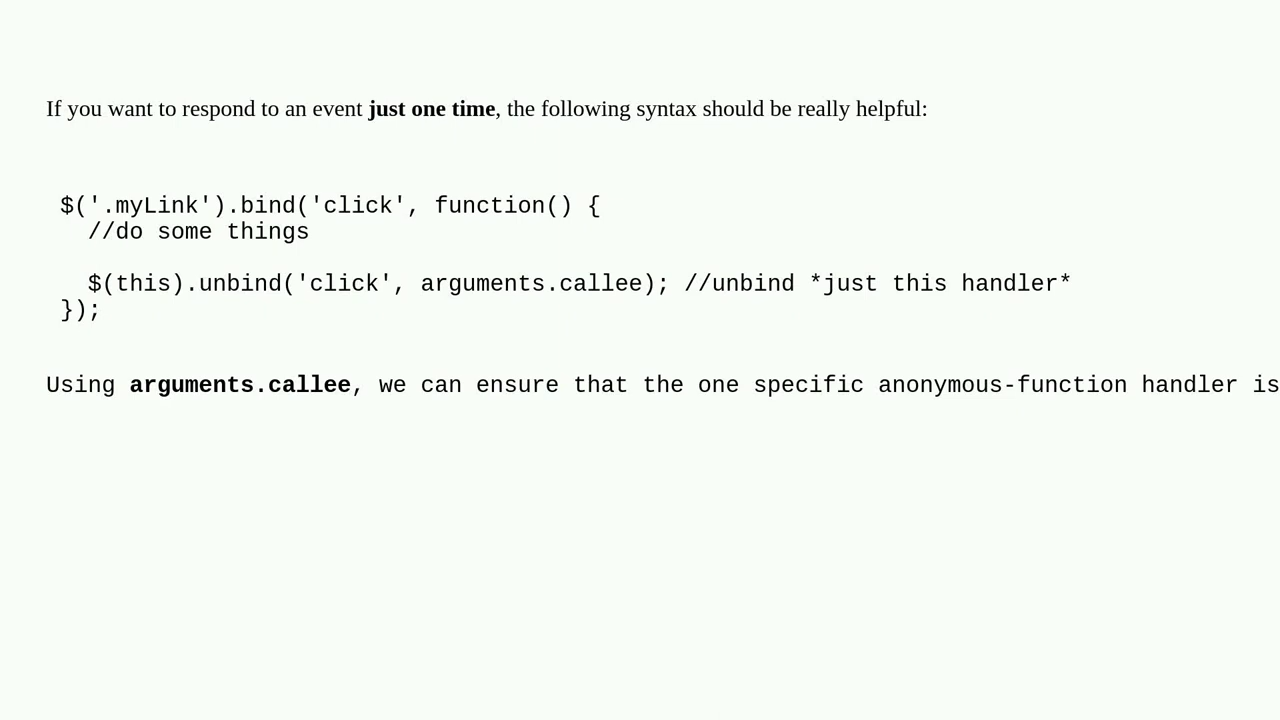 If you want to respond to an event just one time, the following syntax should be really helpful:
$('.myLink').bind('click', function() {
//do some things
$(this).unbind('click', arguments.callee); //unbind *just this handler*
});
Using arguments.callee, we can ensure that the one specific anonymous-function handler is